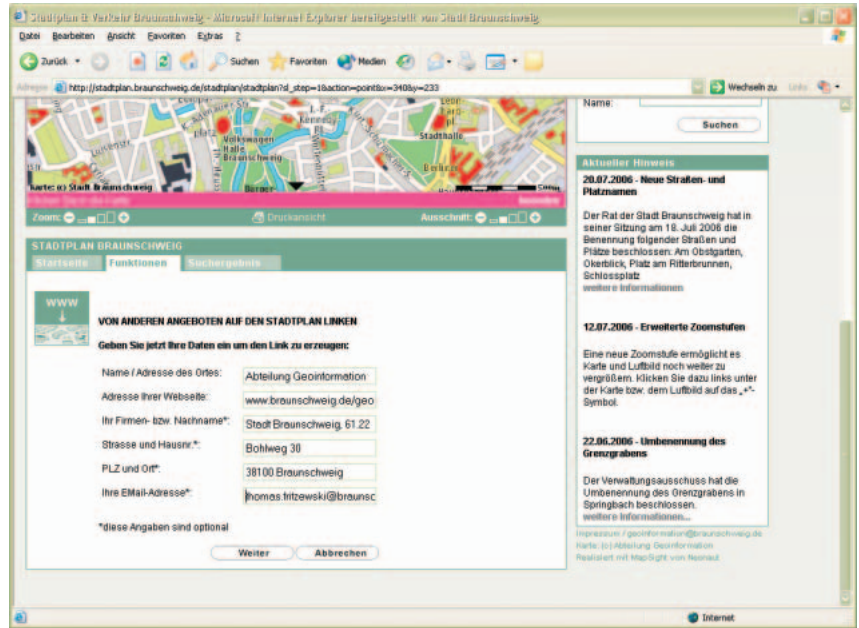 Stadtplan & Verkehr Braunschweig - Microsoft Internet Explorer bereitgestellt von Stadt Braunschweig
Datei Bearbeiten Ansicht Favoriten Extras ?
Zurück Suchen Favoriten Medien
Adresse http://stadtplan.braunschweig.de/stadtplan/stadtplan?d_step=1&action=point&x=340&y=233 Wechseln zu Links
Kennedy
platz
Volkswagen
Halle
Braunschweig
Stadthalle
Luisenstr.
Berliner
Karte: (c) Stadt Braunschweig
500m
Zoom: Druckansicht Ausschnitt:
STADTPLAN BRAUNSCHWEIG
Startseite Funktionen Suchergebnis
WWW
VON ANDEREN ANGEBOTEN AUF DEN STADTPLAN LINKEN
Geben Sie jetzt Ihre Daten ein um den Link zu erzeugen:
Name / Adresse des Ortes: Abteilung Geoinformation
Adresse Ihrer Webseite: www.braunschweig.de/geo
Ihr Firmen- bzw. Nachname*: Stadt Braunschweig, 61.22
Strasse und Hausnr.*: Bohlweg 30
PLZ und Ort*: 38100 Braunschweig
Ihre EMail-Adresse*: thomas.fritzewski@braunsc
*diese Angaben sind optional
Weiter Abbrechen
Name:
Suchen
Aktueller Hinweis
20.07.2006 - Neue Straßen- und
Platznamen
Der Rat der Stadt Braunschweig hat in
seiner Sitzung am 18. Juli 2006 die
Benennung folgender Straßen und
Plätze beschlossen: Am Obstgarten,
Okerblick, Platz am Ritterbrunnen,
Schlossplatz
weitere Informationen
12.07.2006 - Erweiterte Zoomstufen
Eine neue Zoomstufe ermöglicht es
Karte und Luftbild noch weiter zu
vergrößern. Klicken Sie dazu links unter
der Karte bzw. dem Luftbild auf das „+"-
Symbol.
22.06.2006 - Umbenennung des
Grenzgrabens
Der Verwaltungsausschuss hat die
Umbenennung des Grenzgrabens in
Springbach beschlossen.
weitere Informationen...
Impressum / geoinformation@braunschweig.de
Karte: (c) Abteilung Geoinformation
Realisiert mit MapSight von Neonaut
Internet